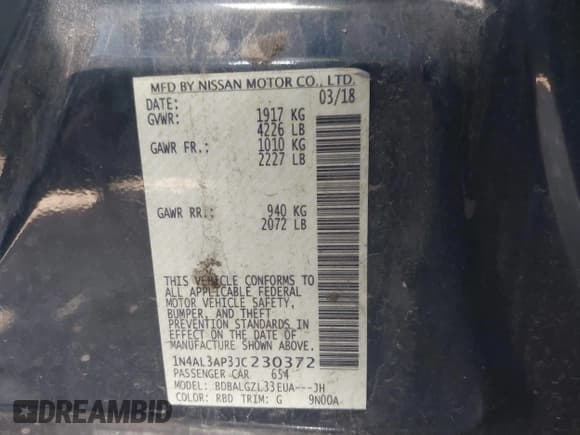 MFD BY NISSAN MOTOR CO., LTD.
DATE: 03/18
GVWR: 1917 KG
4226 LB
GAWR FR.: 1010 KG
2227 LB
GAWR RR.: 940 KG
2072 LB
THIS VEHICLE CONFORMS TO
ALL APPLICABLE FEDERAL
MOTOR VEHICLE SAFETY,
BUMPER, AND THEFT
PREVENTION STANDARDS IN
EFFECT ON THE DATE OF
MANUFACTURE SHOWN ABOVE.
1N4AL3AP3JC230372
PASSENGER CAR 654
MODEL: BDBALGZL33EUA---JH
COLOR: RBD TRIM: G 9N00A
AUTOBIDCAR